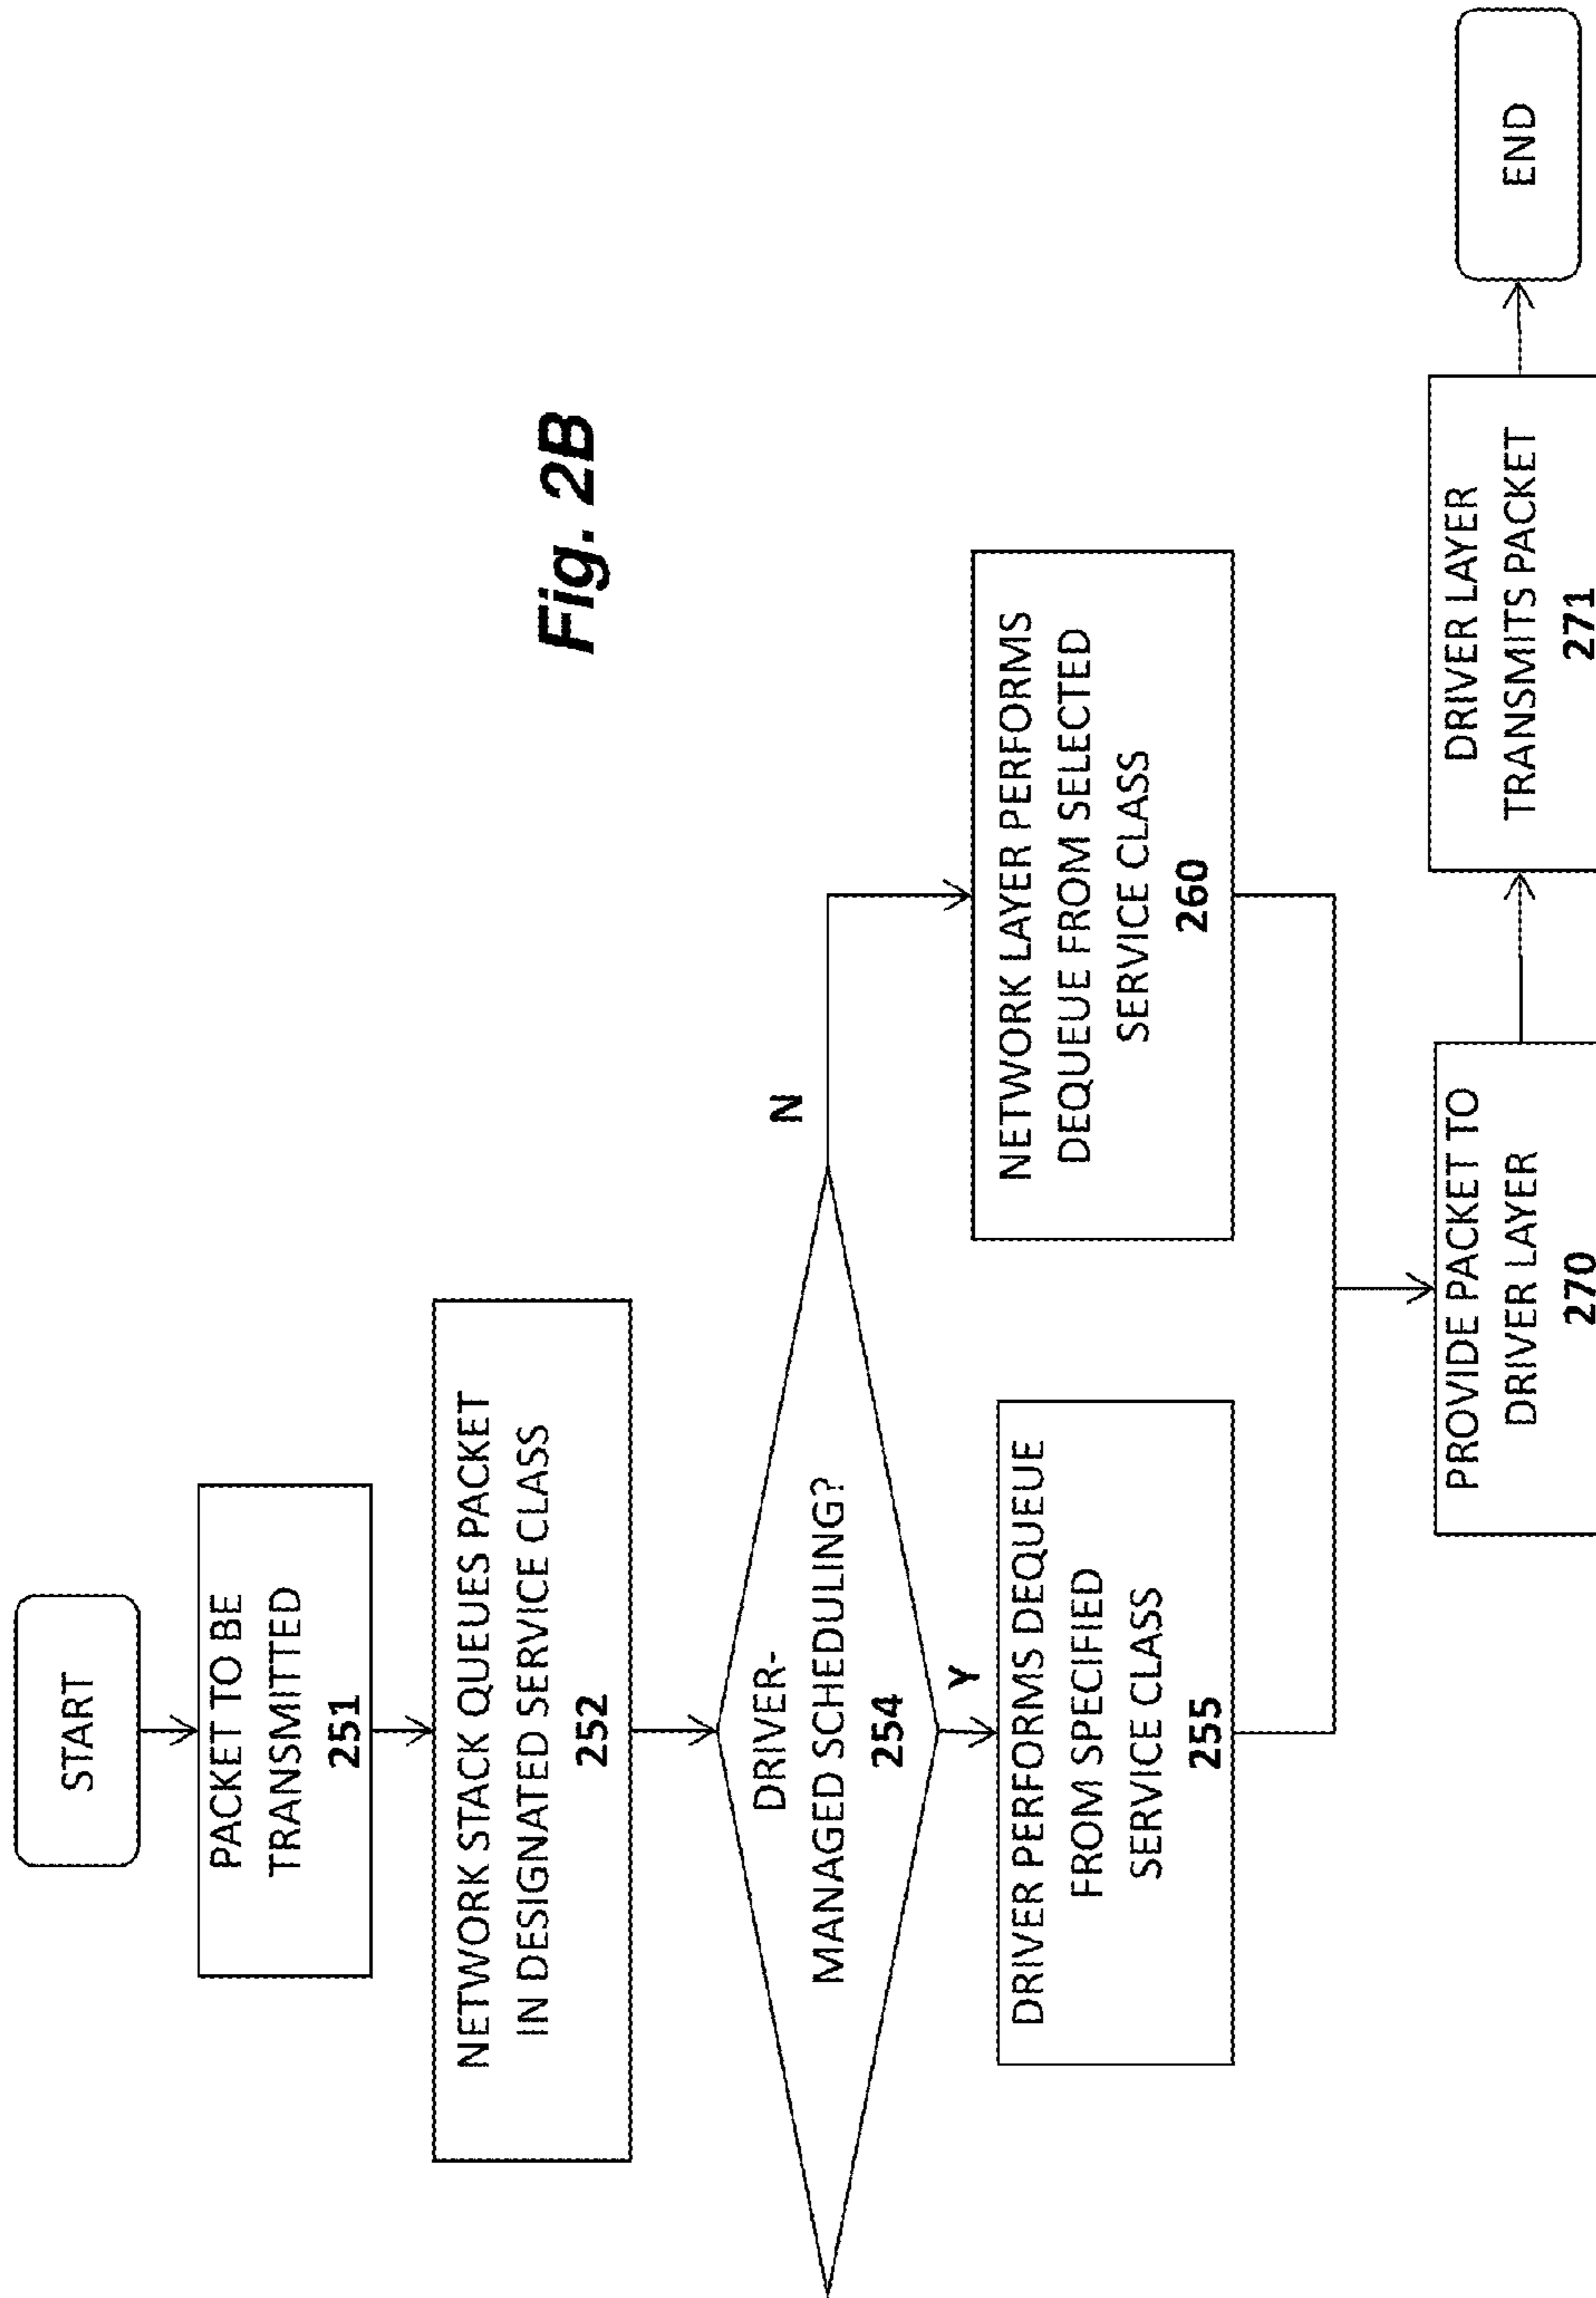 START
PACKET TO BE
TRANSMITTED
251
NETWORK STACK QUEUES PACKET
IN DESIGNATED SERVICE CLASS
252
DRIVER-
MANAGED SCHEDULING?
254
Y
N
DRIVER PERFORMS DEQUEUE
FROM SPECIFIED
SERVICE CLASS
255
NETWORK LAYER PERFORMS
DEQUEUE FROM SELECTED
SERVICE CLASS
260
PROVIDE PACKET TO
DRIVER LAYER
270
DRIVER LAYER
TRANSMITS PACKET
271
END
Fig. 2B